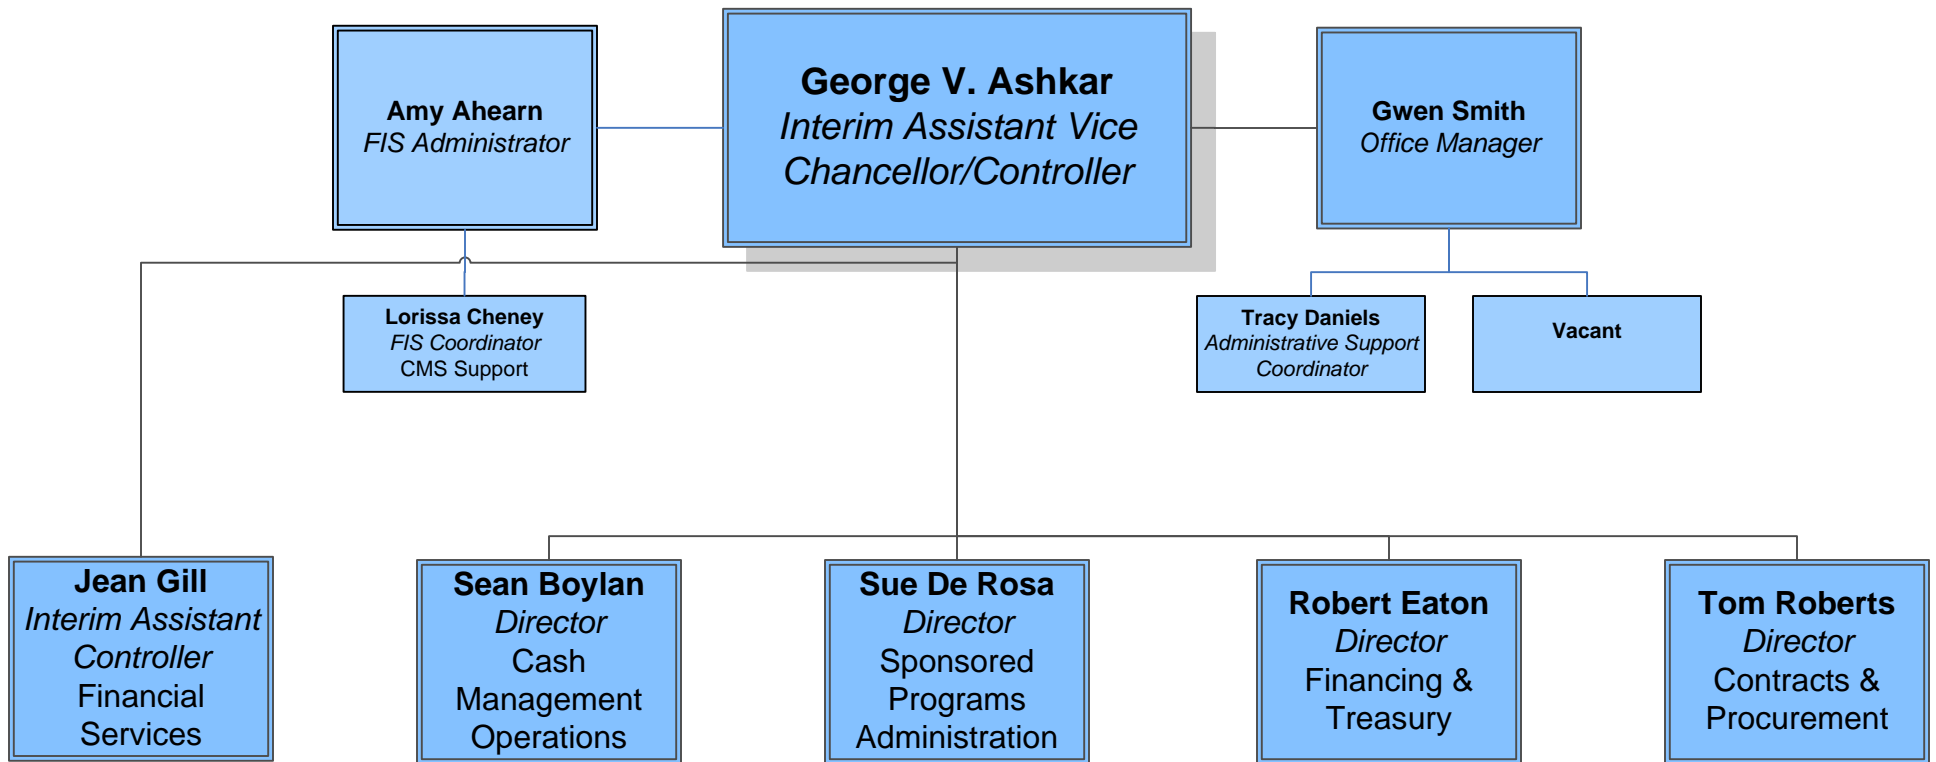 Amy Ahearn
FIS Administrator
George V. Ashkar
Interim Assistant Vice
Chancellor/Controller
Gwen Smith
Office Manager
Lorissa Cheney
FIS Coordinator
CMS Support
Tracy Daniels
Administrative Support
Coordinator
Vacant
Jean Gill
Interim Assistant
Controller
Financial
Services
Sean Boylan
Director
Cash
Management
Operations
Sue De Rosa
Director
Sponsored
Programs
Administration
Robert Eaton
Director
Financing &
Treasury
Tom Roberts
Director
Contracts &
Procurement